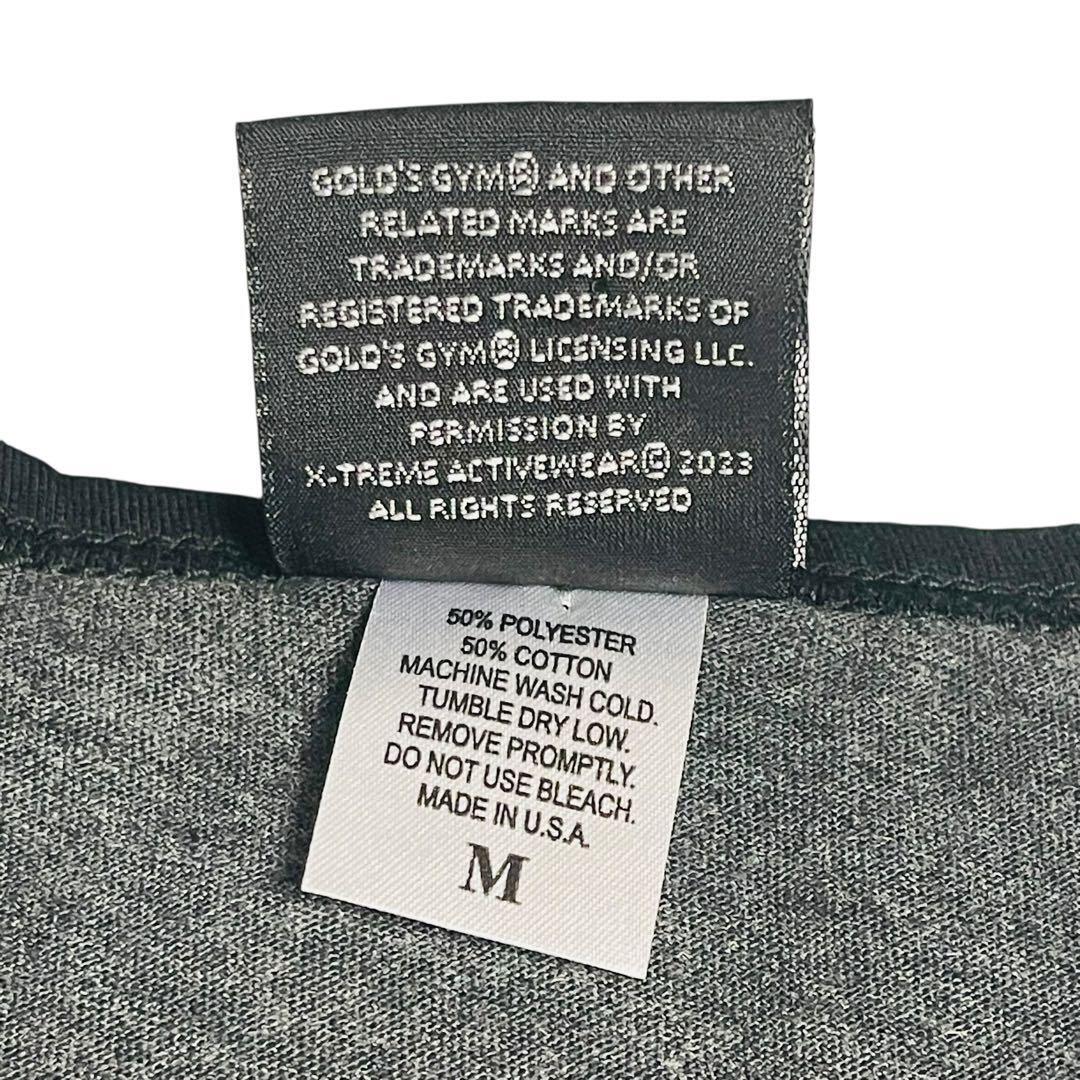 GOLD'S GYM® AND OTHER
RELATED MARKS ARE
TRADEMARKS AND/OR
REGISTERED TRADEMARKS OF
GOLD'S GYM® LICENSING LLC.
AND ARE USED WITH
PERMISSION BY
X-TREME ACTIVEWEAR© 2023
ALL RIGHTS RESERVED
50% POLYESTER
50% COTTON
MACHINE WASH COLD.
TUMBLE DRY LOW.
REMOVE PROMPTLY.
DO NOT USE BLEACH.
MADE IN U.S.A.
M